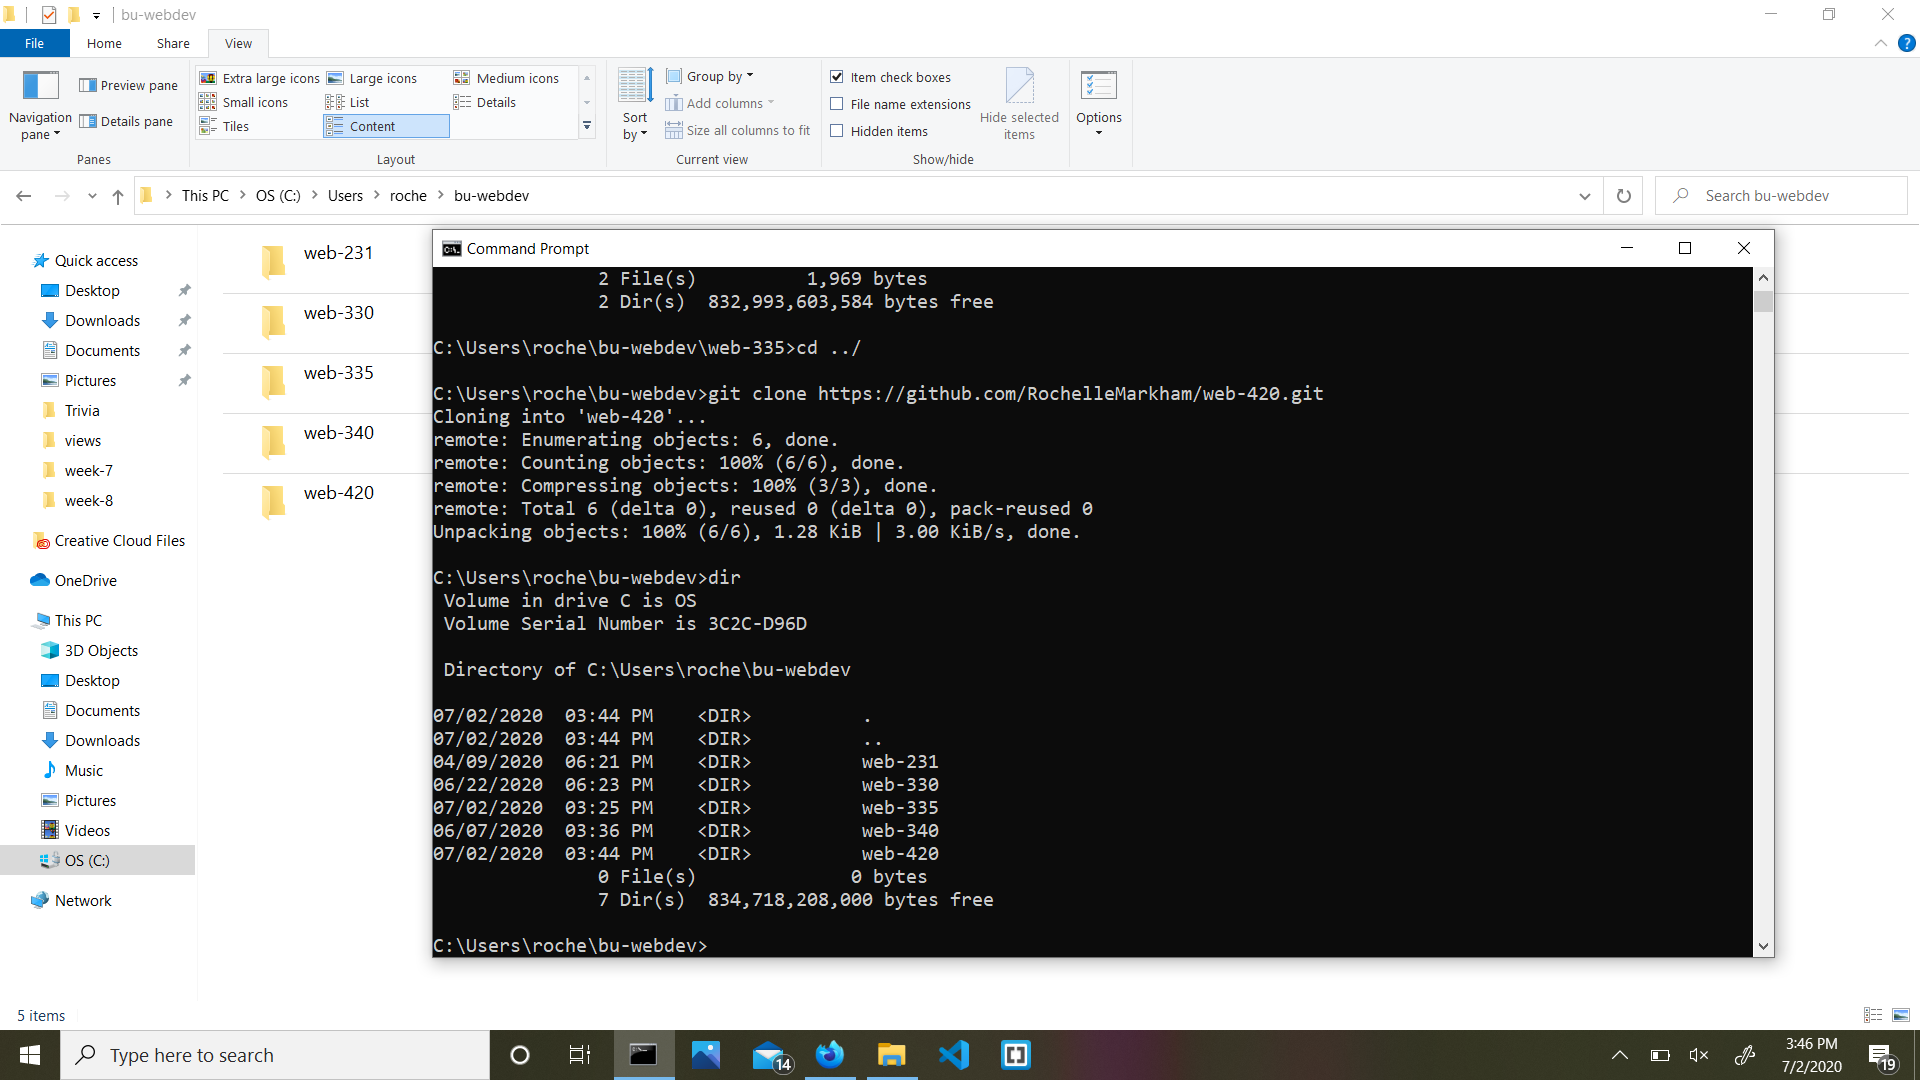 bu-webdev
File
Home
Share
View
Navigation pane
Preview pane
Details pane
Panes
Extra large icons
Large icons
Medium icons
Small icons
List
Details
Tiles
Content
Layout
Sort by
Group by
Add columns
Size all columns to fit
Current view
Item check boxes
File name extensions
Hidden items
Hide selected items
Show/hide
Options
This PC
OS (C:)
Users
roche
bu-webdev
Search bu-webdev
Quick access
Desktop
Downloads
Documents
Pictures
Trivia
views
week-7
week-8
Creative Cloud Files
OneDrive
This PC
3D Objects
Desktop
Documents
Downloads
Music
Pictures
Videos
OS (C:)
Network
web-231
web-330
web-335
web-340
web-420
Command Prompt
2 File(s) 1,969 bytes
2 Dir(s) 832,993,603,584 bytes free
C:\Users\roche\bu-webdev\web-335>cd ../
C:\Users\roche\bu-webdev>git clone https://github.com/RochelleMarkham/web-420.git
Cloning into 'web-420'...
remote: Enumerating objects: 6, done.
remote: Counting objects: 100% (6/6), done.
remote: Compressing objects: 100% (3/3), done.
remote: Total 6 (delta 0), reused 0 (delta 0), pack-reused 0
Unpacking objects: 100% (6/6), 1.28 KiB | 3.00 KiB/s, done.
C:\Users\roche\bu-webdev>dir
Volume in drive C is OS
Volume Serial Number is 3C2C-D96D
Directory of C:\Users\roche\bu-webdev
07/02/2020 03:44 PM <DIR> .
07/02/2020 03:44 PM <DIR> ..
04/09/2020 06:21 PM <DIR> web-231
06/22/2020 06:23 PM <DIR> web-330
07/02/2020 03:25 PM <DIR> web-335
06/07/2020 03:36 PM <DIR> web-340
07/02/2020 03:44 PM <DIR> web-420
0 File(s) 0 bytes
7 Dir(s) 834,718,208,000 bytes free
C:\Users\roche\bu-webdev>
5 items
Type here to search
14
3:46 PM
7/2/2020
19